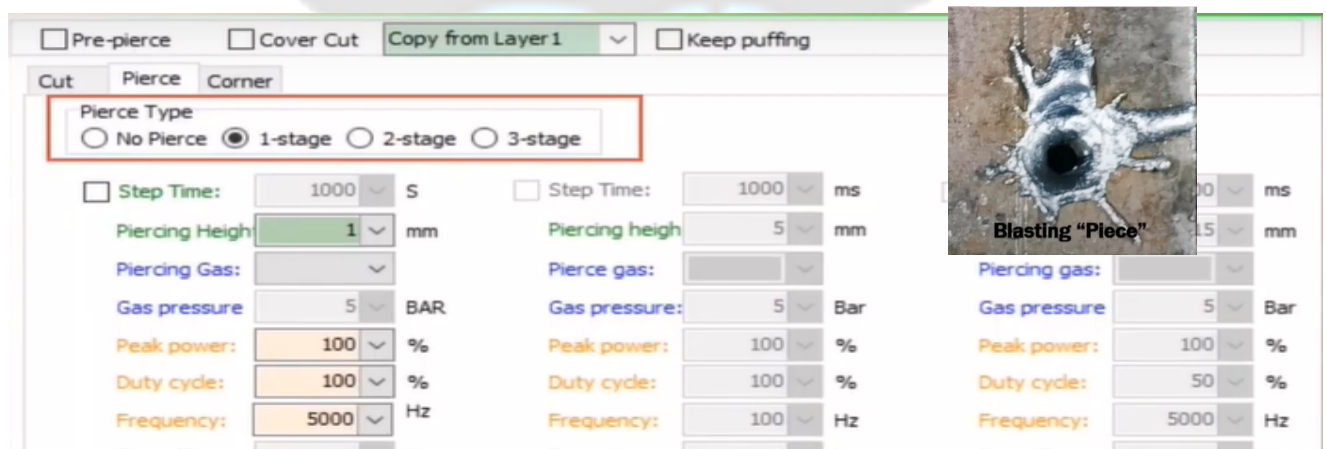 Pre-pierce Cover Cut Copy from Layer 1 Keep puffing
Cut Pierce Corner
Pierce Type
No Pierce 1-stage 2-stage 3-stage
Step Time: 1000 S Step Time: 1000 ms 00 ms
Piercing Heigh 1 mm Piercing heigh 5 mm 15 mm
Blasting “Piece”
Piercing Gas: Pierce gas: Piercing gas:
Gas pressure 5 BAR Gas pressure: 5 Bar Gas pressure 5 Bar
Peak power: 100 % Peak power: 100 % Peak power: 100 %
Duty cycle: 100 % Duty cycle: 100 % Duty cycle: 50 %
Frequency: 5000 Hz Frequency: 100 Hz Frequency: 5000 Hz